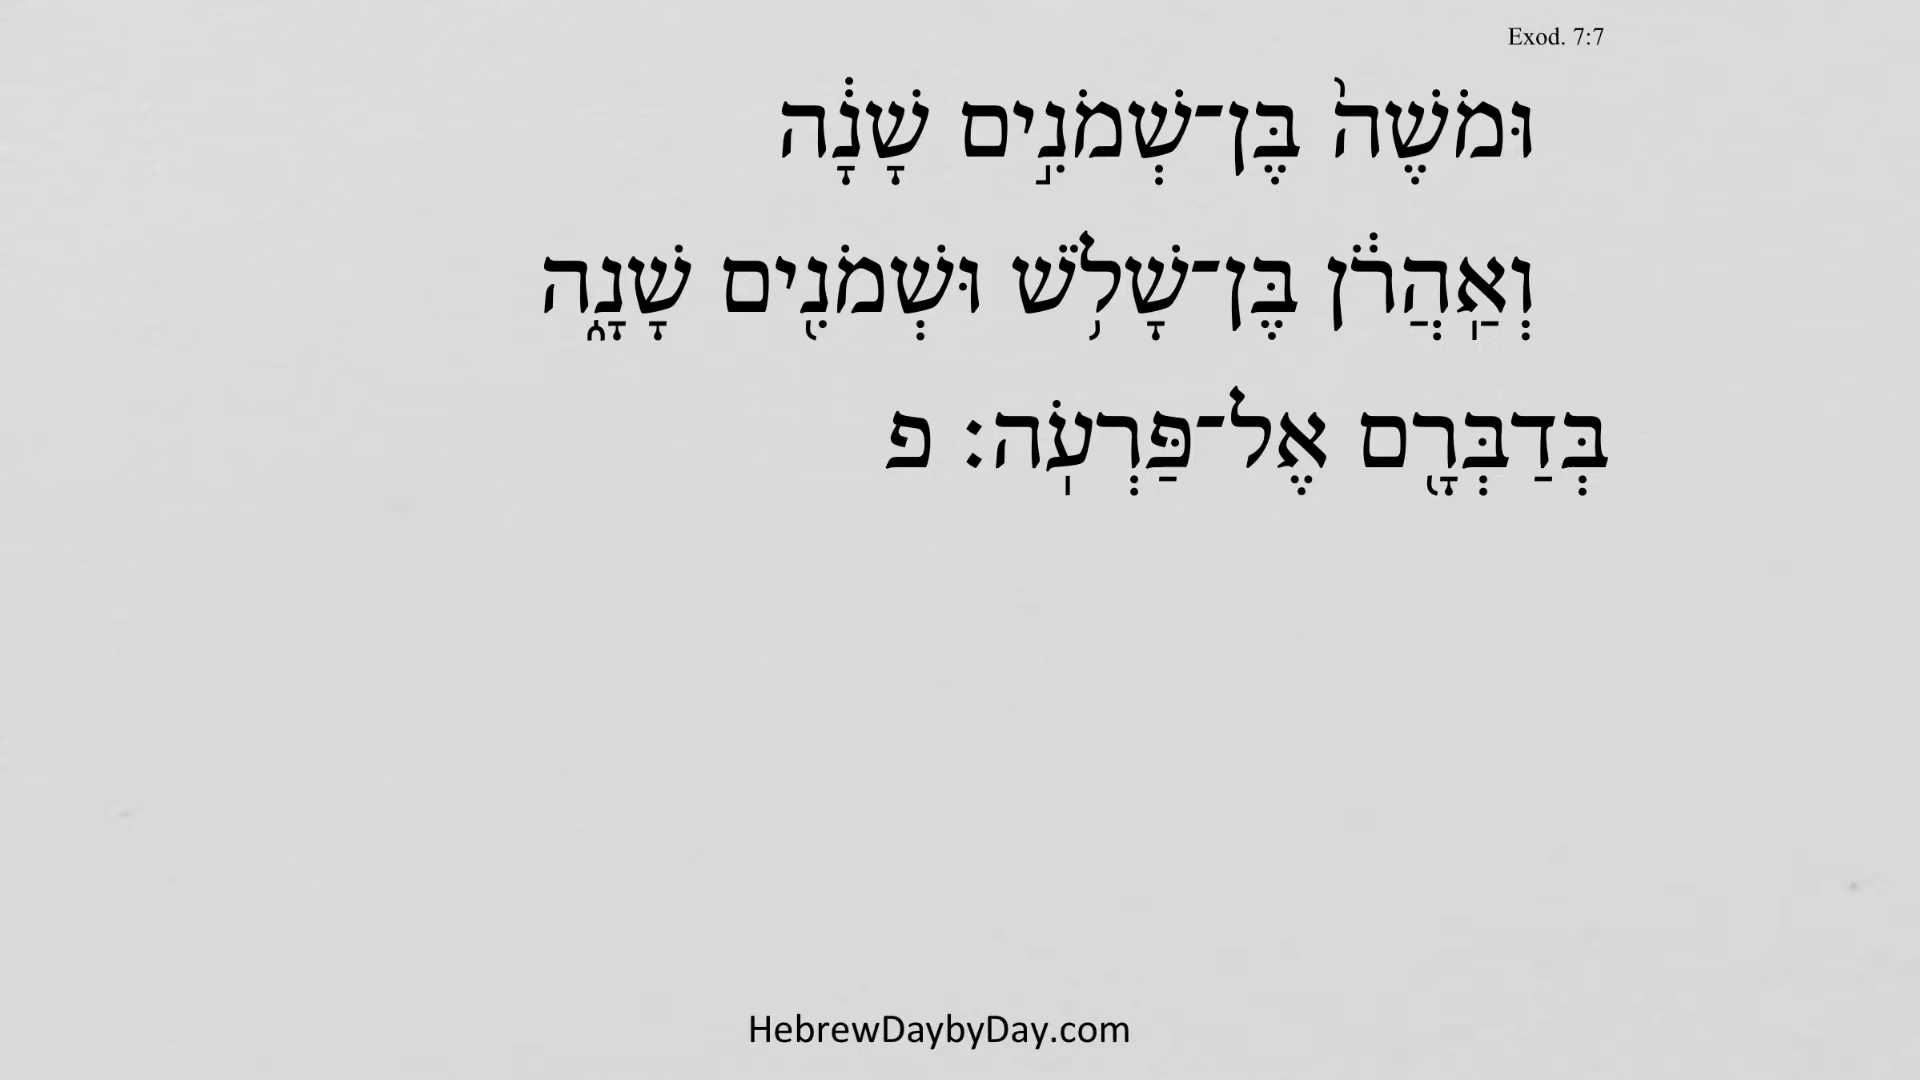 Exod. 7:7
וּמֹשֶׁה֙ בֶּן־שְׁמֹנִ֣ים שָׁנָ֔ה
וְאַֽהֲרֹ֔ן בֶּן־שָׁלֹ֥שׁ וּשְׁמֹנִ֖ים שָׁנָ֑ה
בְּדַבְּרָ֖ם אֶל־פַּרְעֹֽה׃ פ
HebrewDaybyDay.com